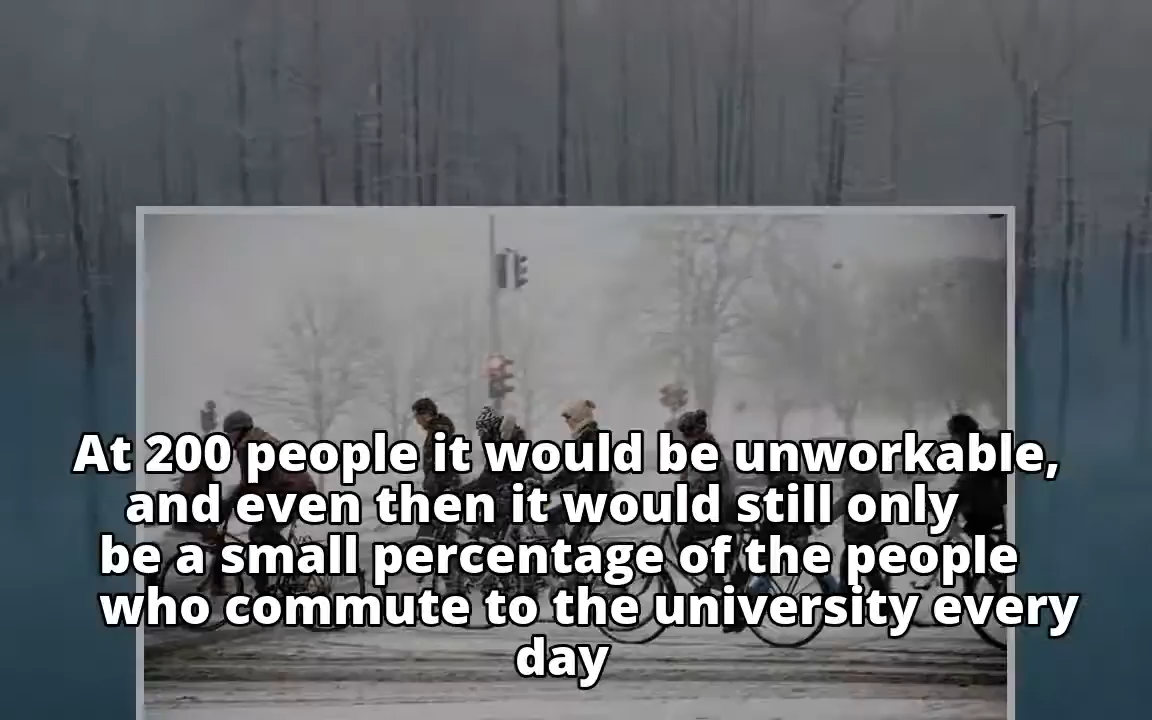 At 200 people it would be unworkable,
and even then it would still only
be a small percentage of the people
who commute to the university every
day